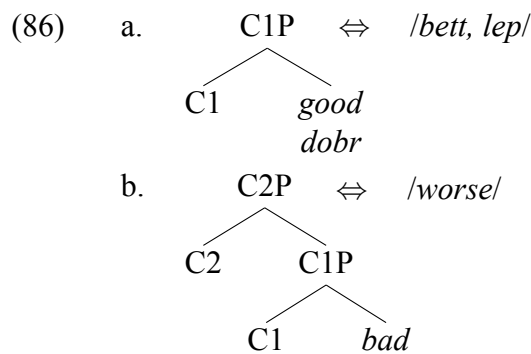 (86) a. C1P ⇔ /bett, lep/
C1 good
dobr
b. C2P ⇔ /worse/
C2 C1P
C1 bad